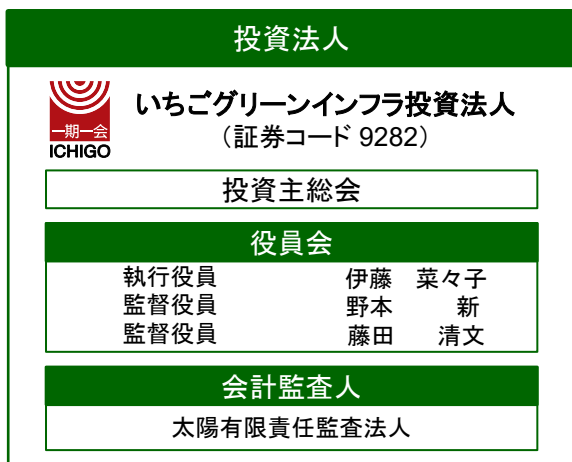 投資法人
一期一会
ICHIGO
いちごグリーンインフラ投資法人
（証券コード 9282）
投資主総会
役員会
執行役員 伊藤 菜々子
監督役員 野本 新
監督役員 藤田 清文
会計監査人
太陽有限責任監査法人